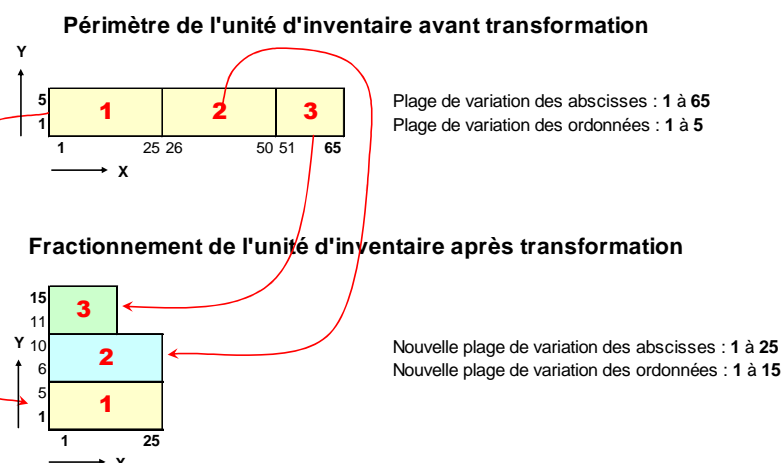 Périmètre de l'unité d'inventaire avant transformation
Y
5
1
1 2 3
1 25 26 50 51 65
X
Plage de variation des abscisses : 1 à 65
Plage de variation des ordonnées : 1 à 5
Fractionnement de l'unité d'inventaire après transformation
15
11
3
Y
10
6
2
5
1
1
1 25
X
Nouvelle plage de variation des abscisses : 1 à 25
Nouvelle plage de variation des ordonnées : 1 à 15